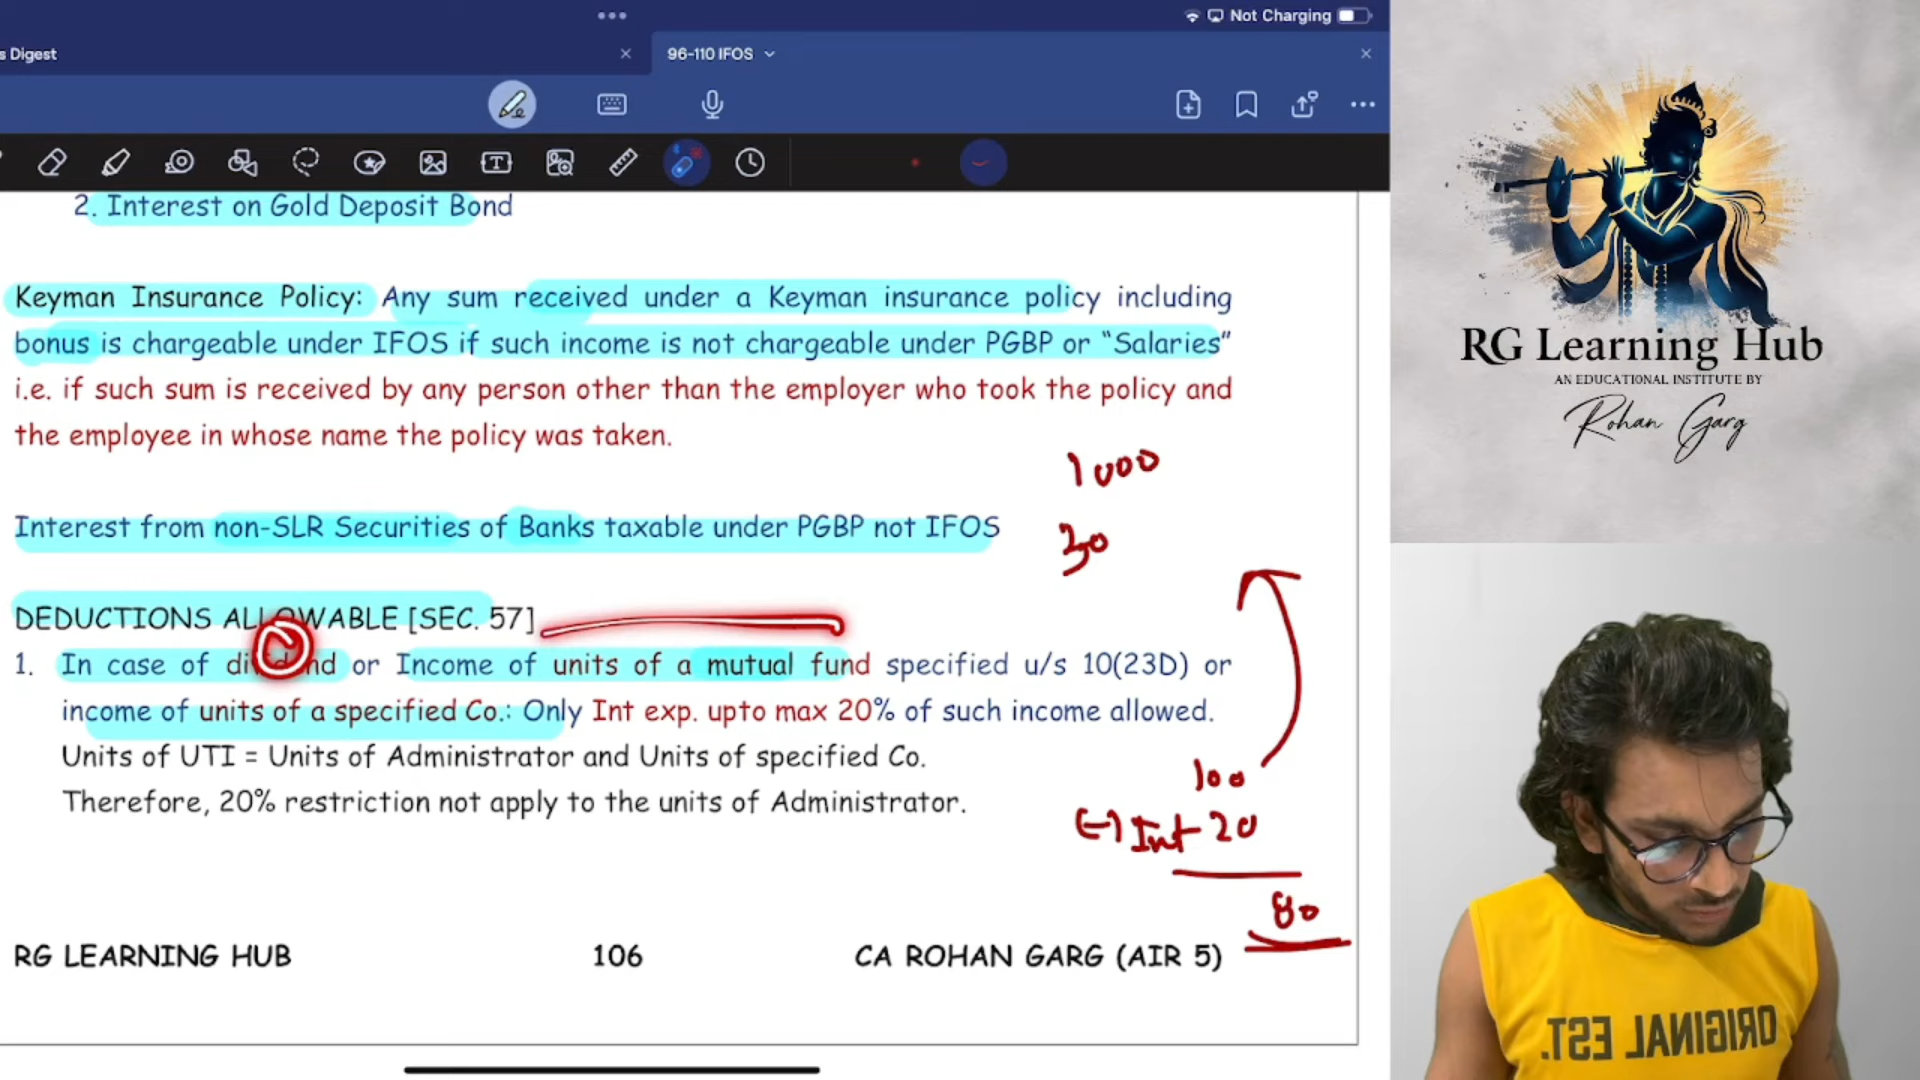 Not Charging
s Digest
96-110 IFOS
2. Interest on Gold Deposit Bond
Keyman Insurance Policy: Any sum received under a Keyman insurance policy including
bonus is chargeable under IFOS if such income is not chargeable under PGBP or “Salaries”
i.e. if such sum is received by any person other than the employer who took the policy and
the employee in whose name the policy was taken.
1000
Interest from non-SLR Securities of Banks taxable under PGBP not IFOS
30
DEDUCTIONS ALLOWABLE [SEC. 57]
1. In case of dividend or Income of units of a mutual fund specified u/s 10(23D) or
income of units of a specified Co.: Only Int exp. upto max 20% of such income allowed.
Units of UTI = Units of Administrator and Units of specified Co.
100
Therefore, 20% restriction not apply to the units of Administrator.
(-) Int 20
80
RG LEARNING HUB 106 CA ROHAN GARG (AIR 5)
RG Learning Hub
AN EDUCATIONAL INSTITUTE BY
Rohan Garg
ORIGINAL EST.